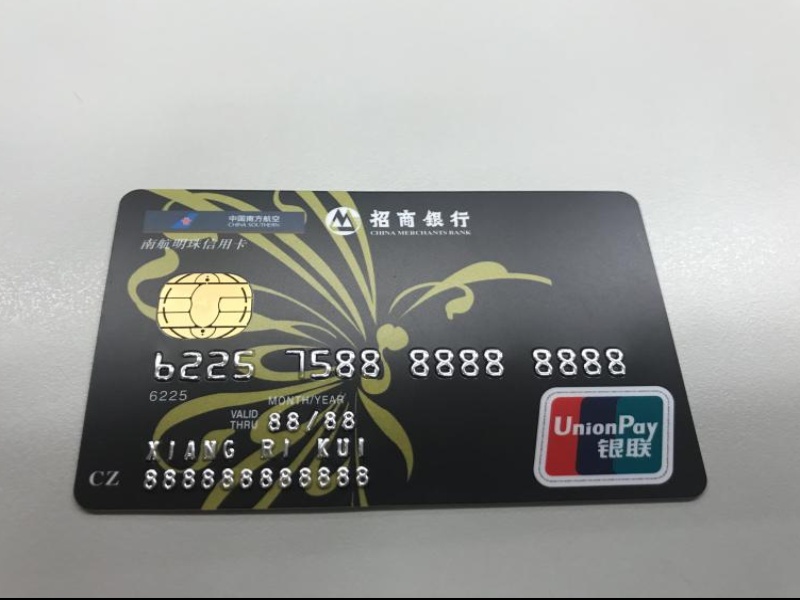 中国南方航空
CHINA SOUTHERN
招商銀行
CHINA MERCHANTS BANK
南航明珠信用卡
6225 7588 8888 8888
6225
MONTH/YEAR
VALID THRU 88/88
XIANG RI KUI
CZ
888888888888
UnionPay
银联